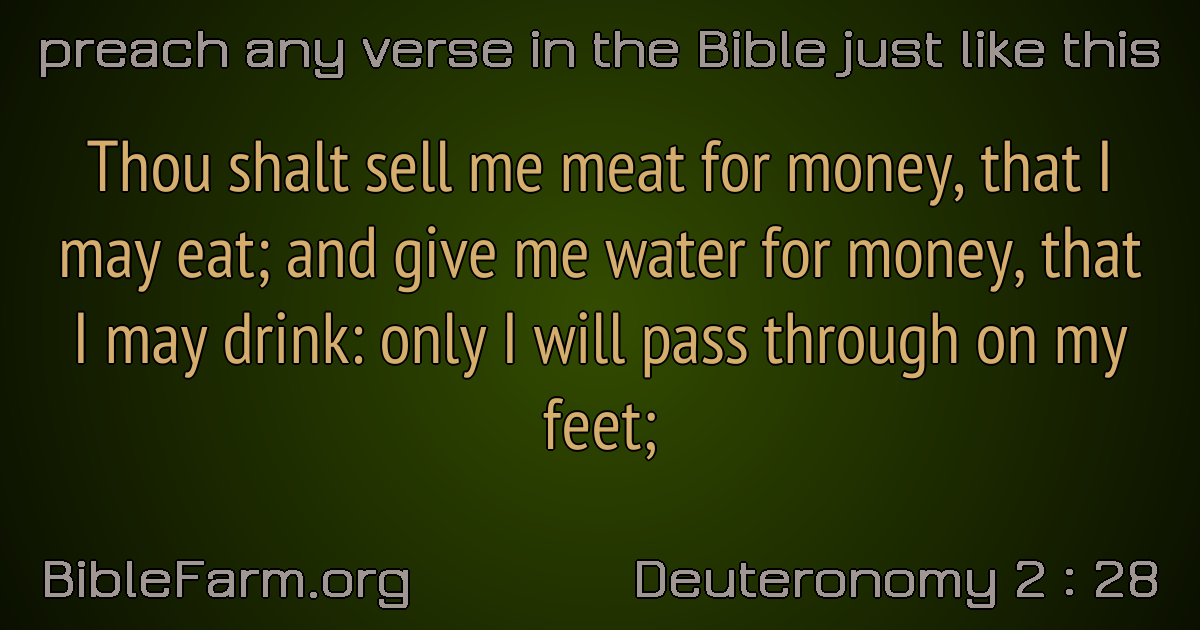 preach any verse in the Bible just like this
Thou shalt sell me meat for money, that I
may eat; and give me water for money, that
I may drink: only I will pass through on my
feet;
BibleFarm.org
Deuteronomy 2 : 28